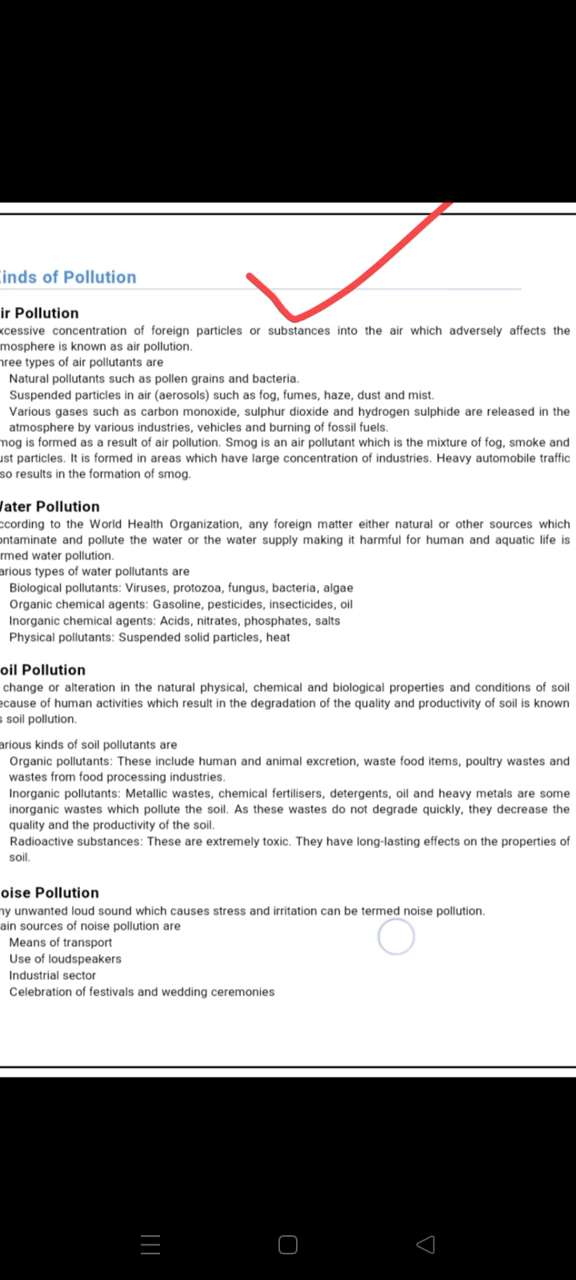 inds of Pollution
ir Pollution
xcessive concentration of foreign particles or substances into the air which adversely affects the
mosphere is known as air pollution.
hree types of air pollutants are
Natural pollutants such as pollen grains and bacteria.
Suspended particles in air (aerosols) such as fog, fumes, haze, dust and mist.
Various gases such as carbon monoxide, sulphur dioxide and hydrogen sulphide are released in the
atmosphere by various industries, vehicles and burning of fossil fuels.
mog is formed as a result of air pollution. Smog is an air pollutant which is the mixture of fog, smoke and
ust particles. It is formed in areas which have large concentration of industries. Heavy automobile traffic
so results in the formation of smog.
Water Pollution
ccording to the World Health Organization, any foreign matter either natural or other sources which
ontaminate and pollute the water or the water supply making it harmful for human and aquatic life is
rmed water pollution.
arious types of water pollutants are
Biological pollutants: Viruses, protozoa, fungus, bacteria, algae
Organic chemical agents: Gasoline, pesticides, insecticides, oil
Inorganic chemical agents: Acids, nitrates, phosphates, salts
Physical pollutants: Suspended solid particles, heat
oil Pollution
change or alteration in the natural physical, chemical and biological properties and conditions of soil
ecause of human activities which result in the degradation of the quality and productivity of soil is known
s soil pollution.
arious kinds of soil pollutants are
Organic pollutants: These include human and animal excretion, waste food items, poultry wastes and
wastes from food processing industries.
Inorganic pollutants: Metallic wastes, chemical fertilisers, detergents, oil and heavy metals are some
inorganic wastes which pollute the soil. As these wastes do not degrade quickly, they decrease the
quality and the productivity of the soil.
Radioactive substances: These are extremely toxic. They have long-lasting effects on the properties of
soil.
oise Pollution
ny unwanted loud sound which causes stress and irritation can be termed noise pollution.
ain sources of noise pollution are
Means of transport
Use of loudspeakers
Industrial sector
Celebration of festivals and wedding ceremonies